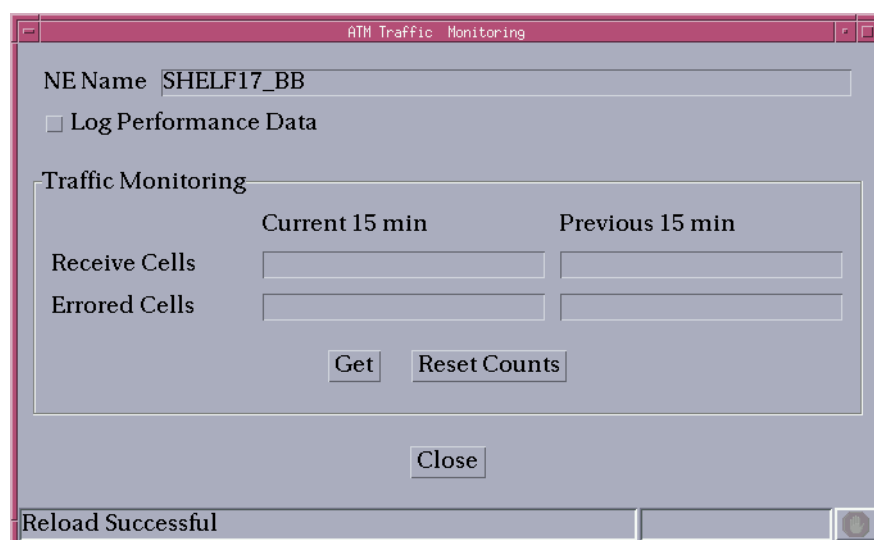 ATM Traffic Monitoring
NE Name SHELF17_BB
Log Performance Data
Traffic Monitoring
Current 15 min Previous 15 min
Receive Cells
Errored Cells
Get Reset Counts
Close
Reload Successful